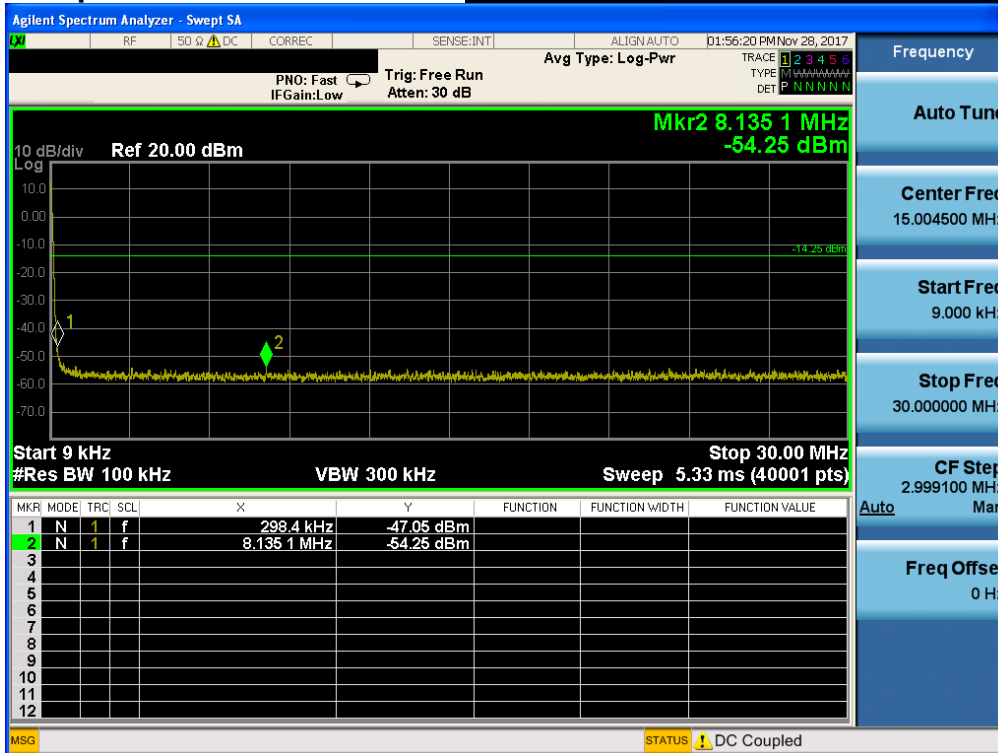 Agilent Spectrum Analyzer - Swept SA
LXI RF 50 Ω DC CORREC SENSE:INT ALIGN AUTO 01:56:20 PM Nov 28, 2017
Frequency
Avg Type: Log-Pwr
TRACE 1 2 3 4 5 6
PNO: Fast Trig: Free Run
TYPE M WWWWW
IFGain:Low Atten: 30 dB
DET P N N N N N
Auto Tune
Mkr2 8.135 1 MHz
10 dB/div Ref 20.00 dBm -54.25 dBm
Log
10.0
0.00
-10.0
-14.25 dBm
-20.0
-30.0
-40.0
-50.0
-60.0
-70.0
1
2
Center Freq
15.004500 MHz
Start Freq
9.000 kHz
Stop Freq
30.000000 MHz
Start 9 kHz Stop 30.00 MHz
#Res BW 100 kHz VBW 300 kHz Sweep 5.33 ms (40001 pts)
CF Step
2.999100 MHz
Auto Man
Freq Offset
0 Hz
MKR MODE TRC SCL X Y FUNCTION FUNCTION WIDTH FUNCTION VALUE
1 N 1 f 298.4 kHz -47.05 dBm
2 N 1 f 8.135 1 MHz -54.25 dBm
3
4
5
6
7
8
9
10
11
12
MSG STATUS DC Coupled